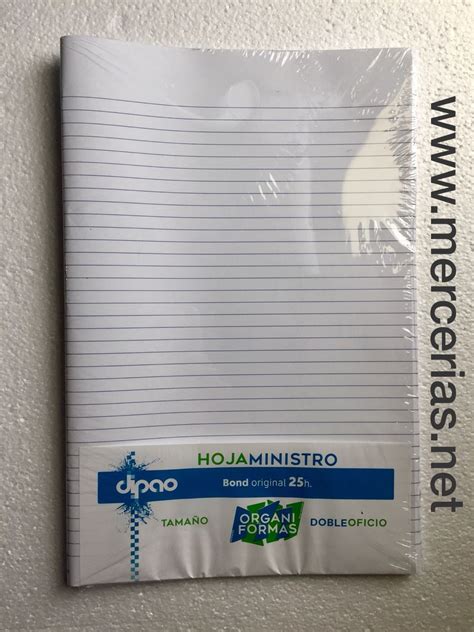 www.mercerias.net
HOJAMINISTRO
dipao
Bond original 25h.
TAMAÑO
ORGANI
FORMAS
DOBLEOFICIO